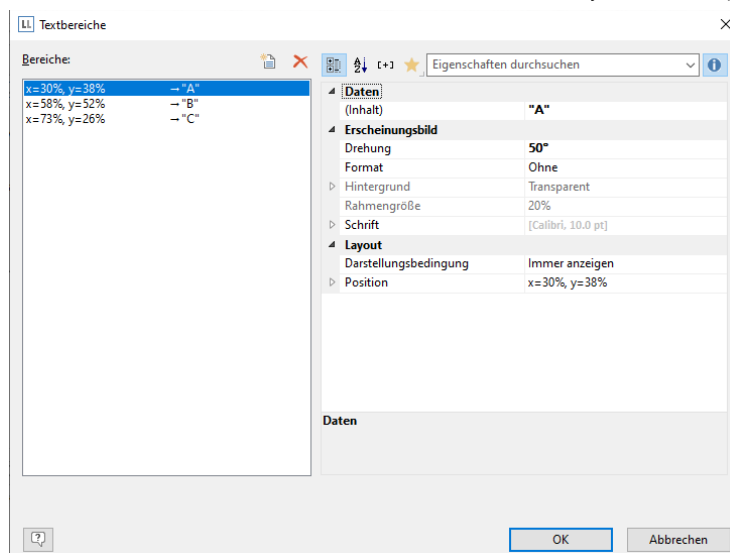 LL Textbereiche
Bereiche:
x=30%, y=38% → "A"
x=58%, y=52% → "B"
x=73%, y=26% → "C"
Eigenschaften durchsuchen
Daten
(Inhalt) "A"
Erscheinungsbild
Drehung 50°
Format Ohne
Hintergrund Transparent
Rahmengröße 20%
Schrift [Calibri, 10.0 pt]
Layout
Darstellungsbedingung Immer anzeigen
Position x=30%, y=38%
Daten
OK Abbrechen